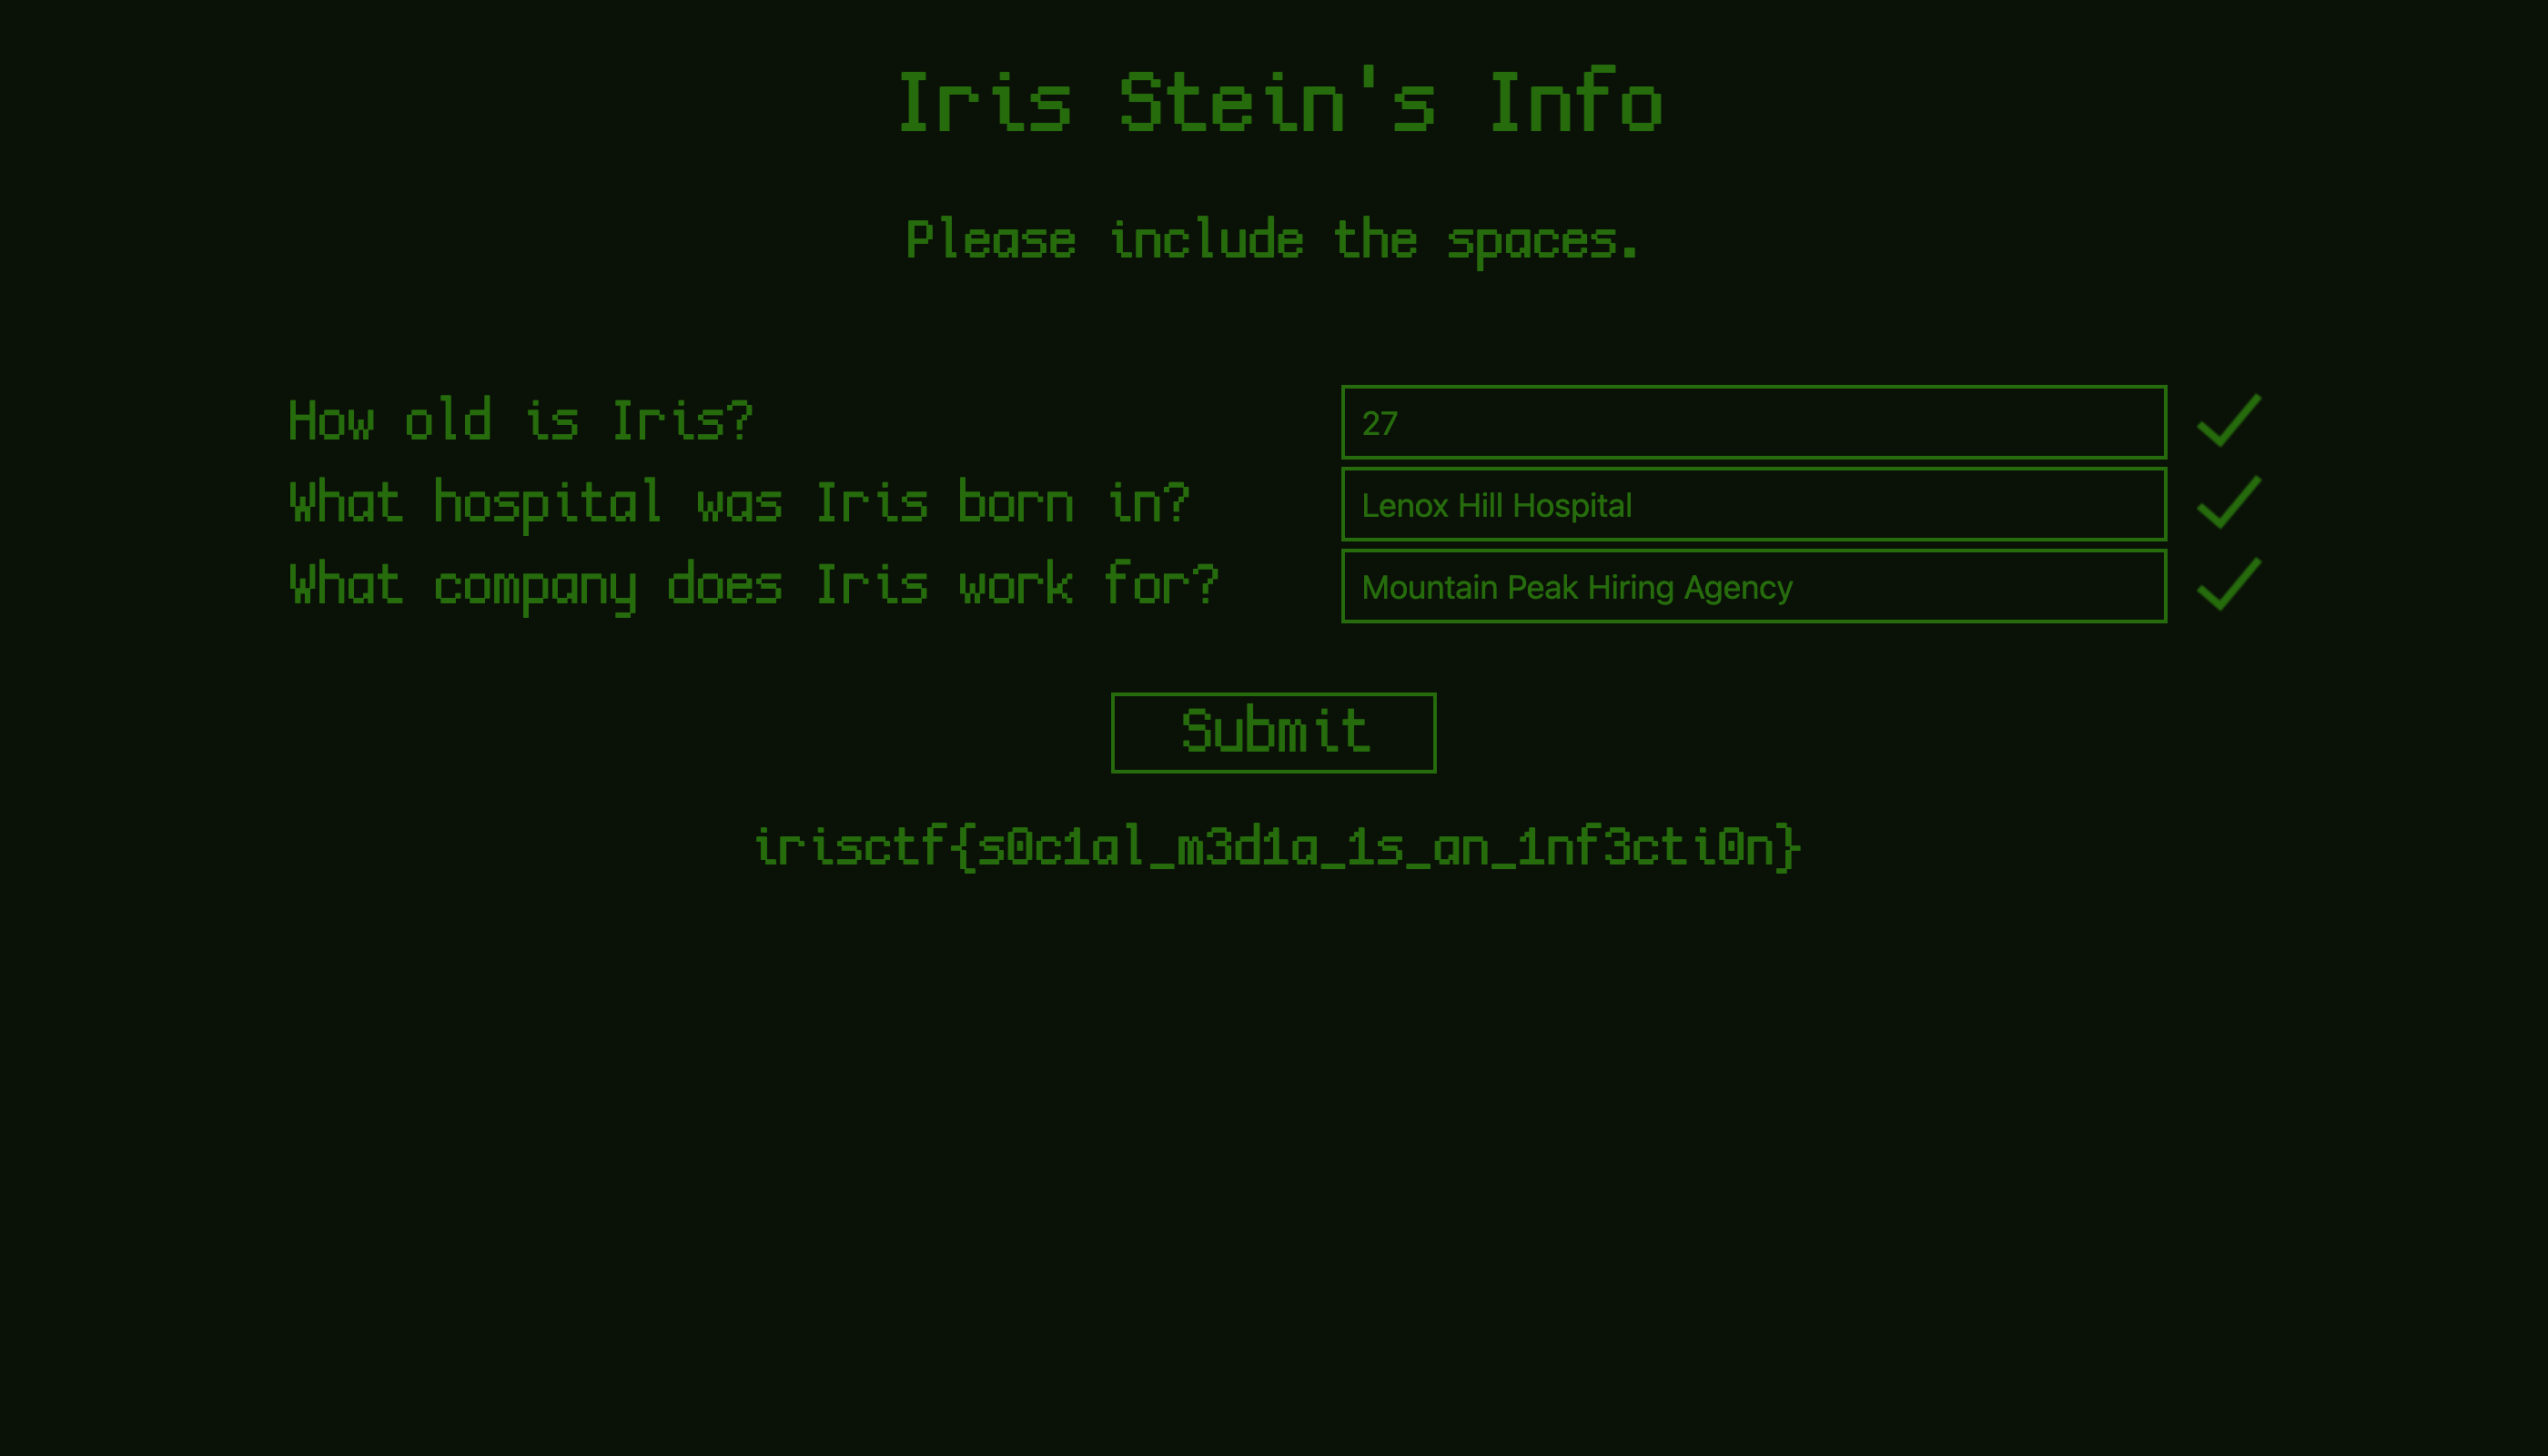 Iris Stein's Info
Please include the spaces.
How old is Iris? 27
What hospital was Iris born in? Lenox Hill Hospital
What company does Iris work for? Mountain Peak Hiring Agency
Submit
irisctf{s0c1al_m3d1a_1s_an_1nf3cti0n}